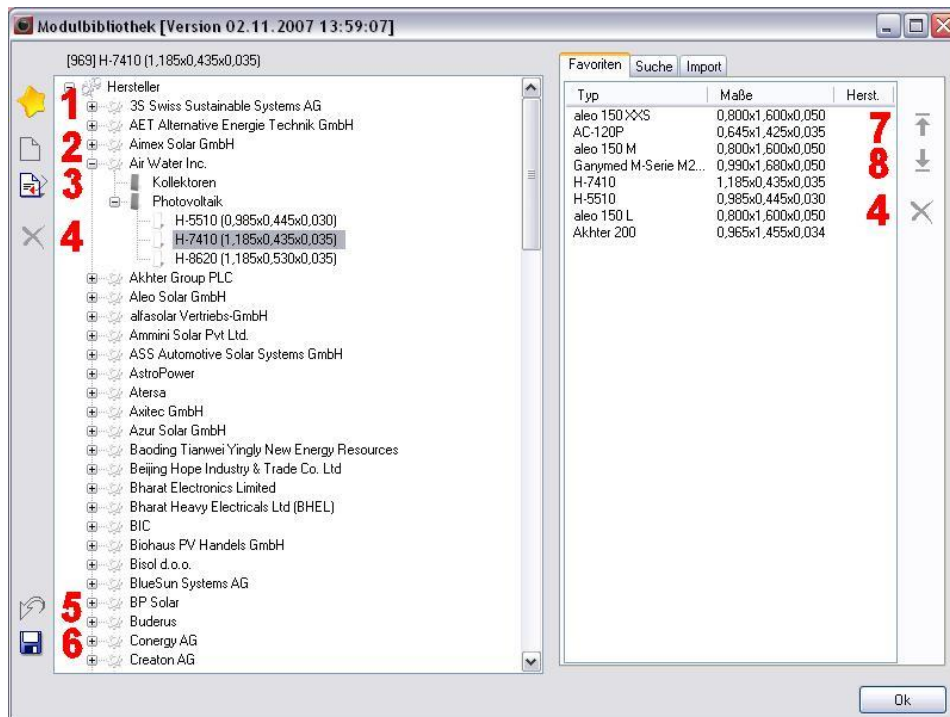 Modulbibliothek [Version 02.11.2007 13:59:07]
[969] H-7410 (1,185x0,435x0,035)
Hersteller
1
3S Swiss Sustainable Systems AG
AET Alternative Energie Technik GmbH
2
Aimex Solar GmbH
Air Water Inc.
3
Kollektoren
Photovoltaik
H-5510 (0,985x0,445x0,030)
4
H-7410 (1,185x0,435x0,035)
H-8620 (1,185x0,530x0,035)
Akhter Group PLC
Aleo Solar GmbH
alfasolar Vertriebs-GmbH
Ammini Solar Pvt Ltd.
ASS Automotive Solar Systems GmbH
AstroPower
Atersa
Axitec GmbH
Azur Solar GmbH
Baoding Tianwei Yingly New Energy Resources
Beijing Hope Industry & Trade Co. Ltd
Bharat Electronics Limited
Bharat Heavy Electricals Ltd (BHEL)
BIC
Biohaus PV Handels GmbH
Bisol d.o.o.
BlueSun Systems AG
5
BP Solar
Buderus
6
Conergy AG
Creaton AG
Favoriten Suche Import
Typ Maße Herst.
aleo 150 XXS 0,800x1,600x0,050
7
AC-120P 0,645x1,425x0,035
aleo 150 M 0,800x1,600x0,050
8
Ganymed M-Serie M2... 0,990x1,680x0,050
H-7410 1,185x0,435x0,035
H-5510 0,985x0,445x0,030
4
aleo 150 L 0,800x1,600x0,050
Akhter 200 0,965x1,455x0,034
Ok